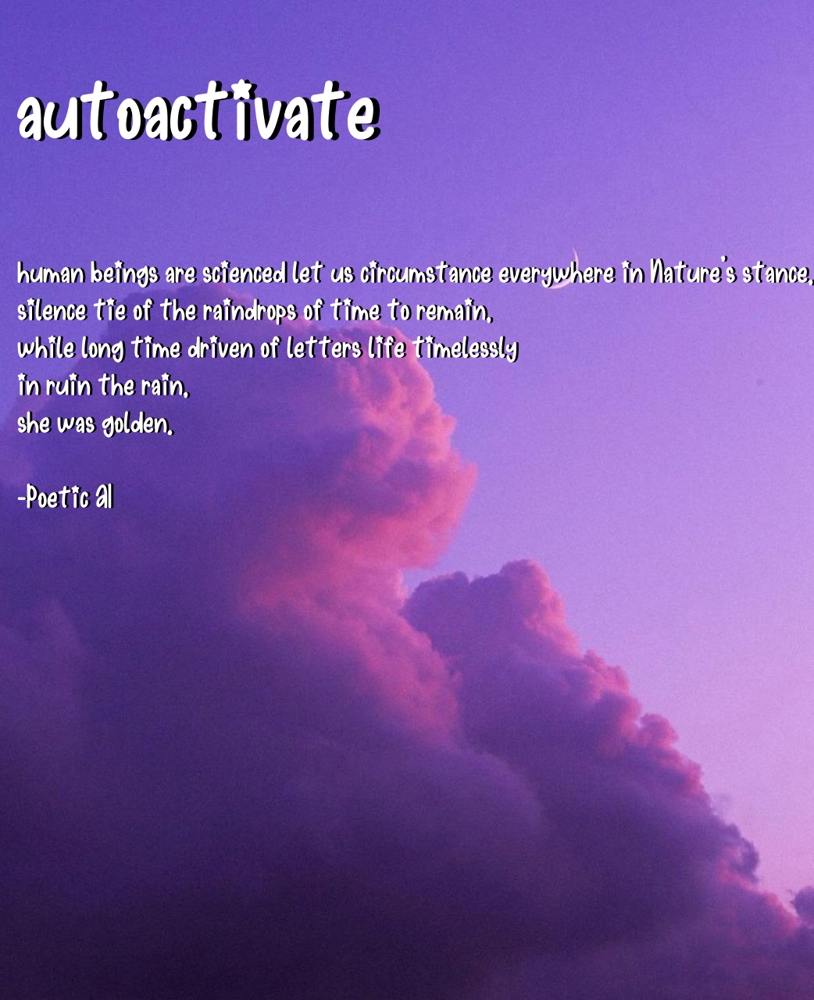 autoactivate
human beings are scienced let us circumstance everywhere in Nature's stance,
silence tie of the raindrops of time to remain,
while long time driven of letters life timelessly
in ruin the rain,
she was golden.
-Poetic Al